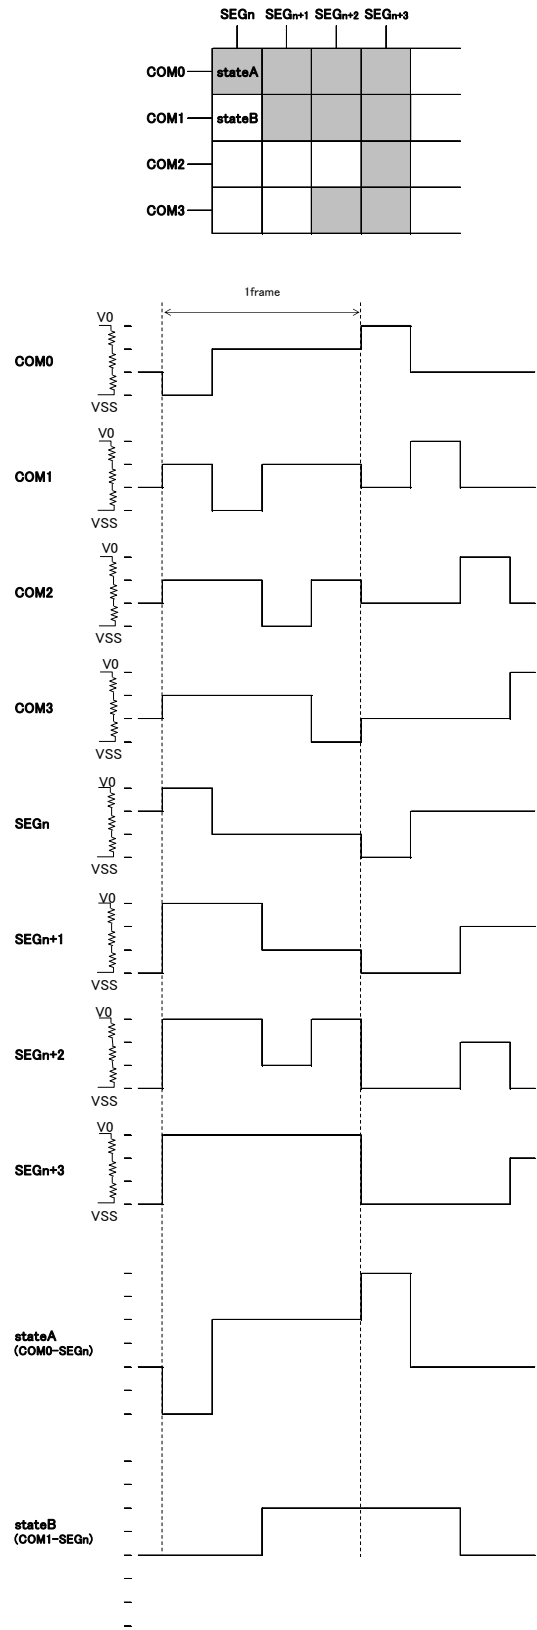 SEGn SEGn+1 SEGn+2 SEGn+3
COM0 stateA
COM1 stateB
COM2
COM3
1frame
V0
COM0
VSS
V0
COM1
VSS
V0
COM2
VSS
V0
COM3
VSS
V0
SEGn
VSS
V0
SEGn+1
VSS
V0
SEGn+2
VSS
V0
SEGn+3
VSS
stateA
(COM0-SEGn)
stateB
(COM1-SEGn)